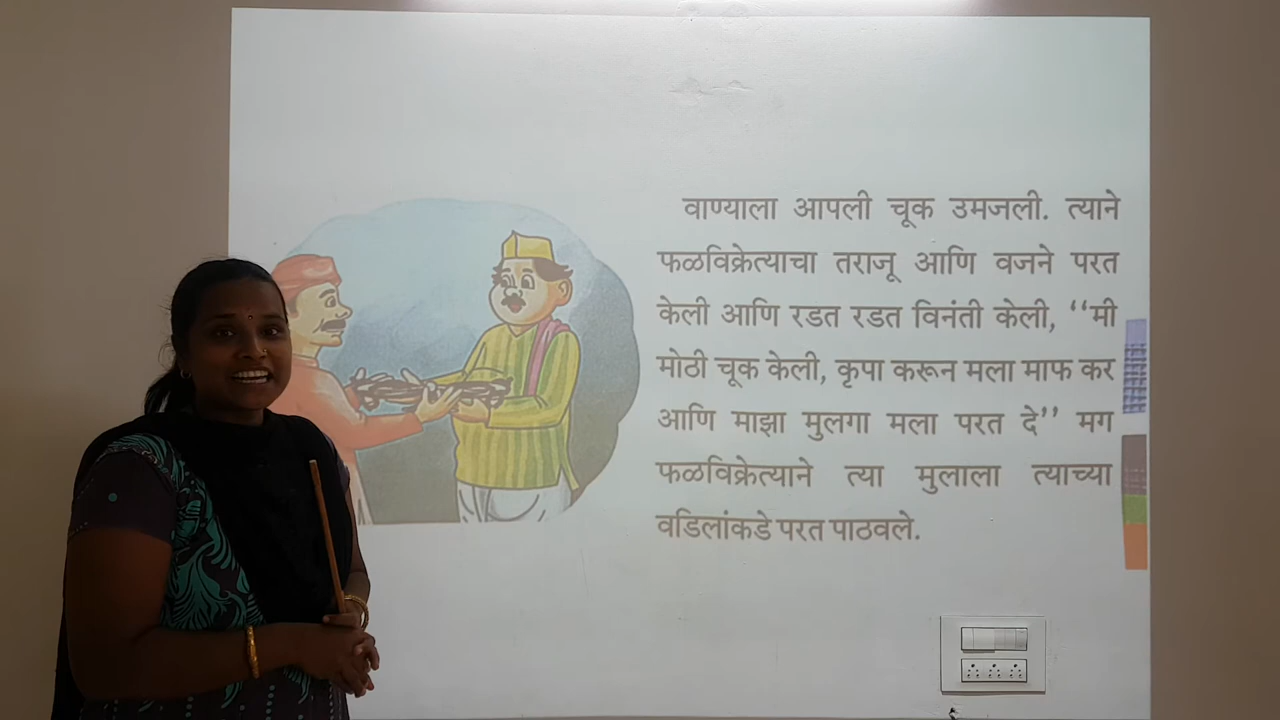 वाण्याला आपली चूक उमजली. त्याने
फळविक्रेत्याचा तराजू आणि वजने परत
केली आणि रडत रडत विनंती केली, ‘‘मी
मोठी चूक केली, कृपा करून मला माफ कर
आणि माझा मुलगा मला परत दे’’ मग
फळविक्रेत्याने त्या मुलाला त्याच्या
वडिलांकडे परत पाठवले.